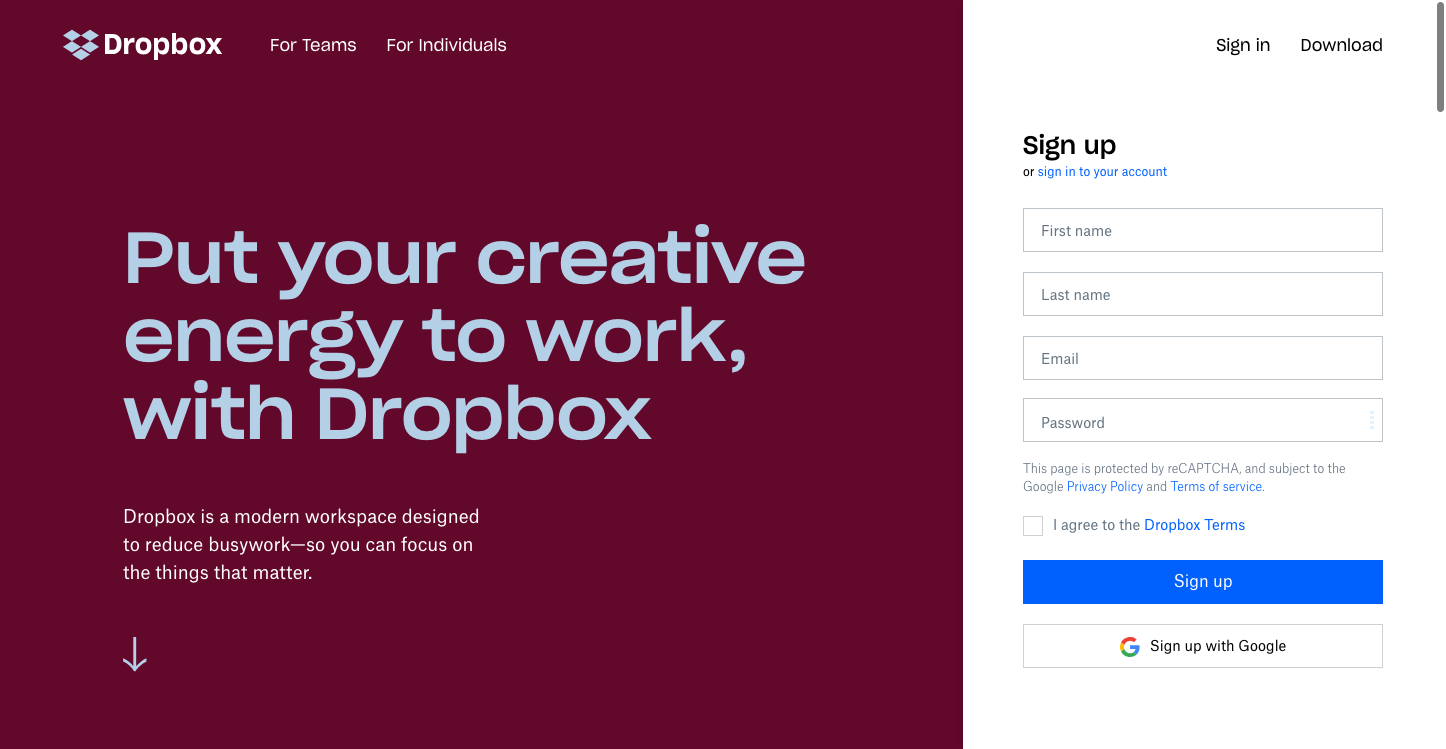 Dropbox
For Teams
For Individuals
Sign in
Download
Put your creative
energy to work,
with Dropbox
Dropbox is a modern workspace designed
to reduce busywork—so you can focus on
the things that matter.
Sign up
or sign in to your account
First name
Last name
Email
Password
This page is protected by reCAPTCHA, and subject to the
Google Privacy Policy and Terms of service.
I agree to the Dropbox Terms
Sign up
Sign up with Google